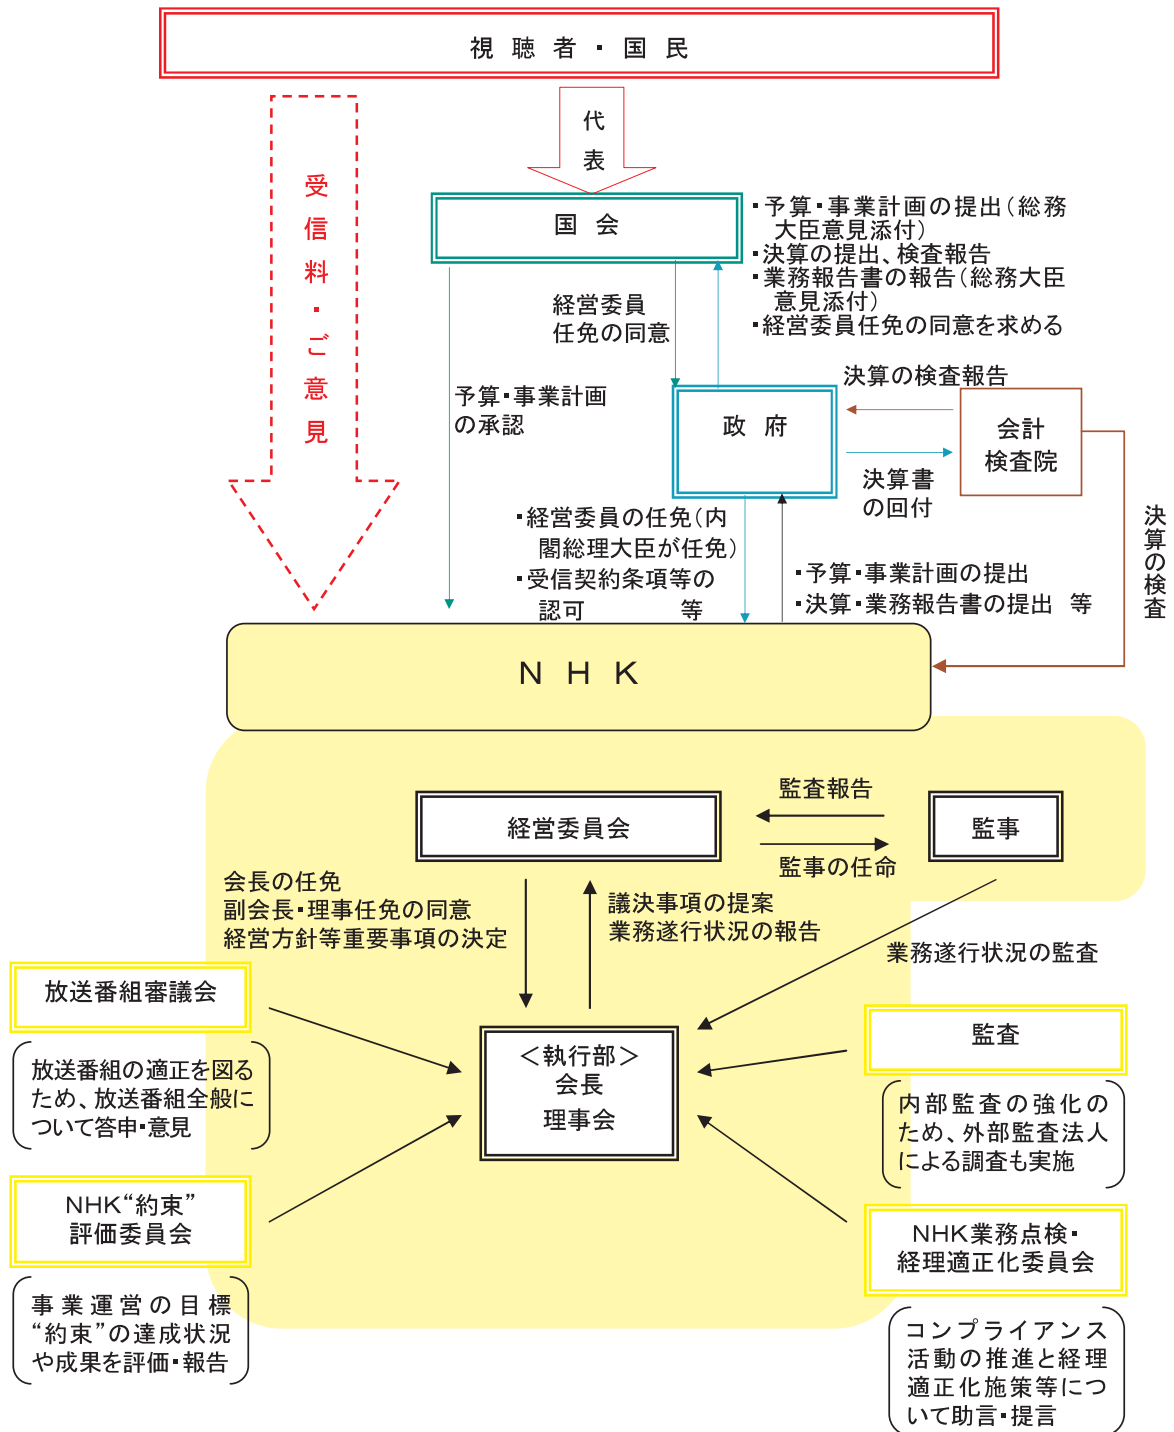 視聴者・国民
代
表
受信料・ご意見
国会
・予算・事業計画の提出（総務
大臣意見添付）
・決算の提出、検査報告
・業務報告書の報告（総務大臣
意見添付）
・経営委員任免の同意を求める
経営委員
任免の同意
予算・事業計画
の承認
決算の検査報告
政府
会計
検査院
決算書
の回付
決算の検査
・経営委員の任免（内
閣総理大臣が任免）
・受信契約条項等の
認可 等
・予算・事業計画の提出
・決算・業務報告書の提出 等
ＮＨＫ
経営委員会
監査報告
監事の任命
監事
会長の任免
副会長・理事任免の同意
経営方針等重要事項の決定
議決事項の提案
業務遂行状況の報告
業務遂行状況の監査
放送番組審議会
放送番組の適正を図る
ため、放送番組全般に
ついて答申・意見
＜執行部＞
会長
理事会
監査
内部監査の強化の
ため、外部監査法人
による調査も実施
NHK“約束”
評価委員会
事業運営の目標
“約束”の達成状況
や成果を評価・報告
NHK業務点検・
経理適正化委員会
コンプライアンス
活動の推進と経理
適正化施策等につ
いて助言・提言